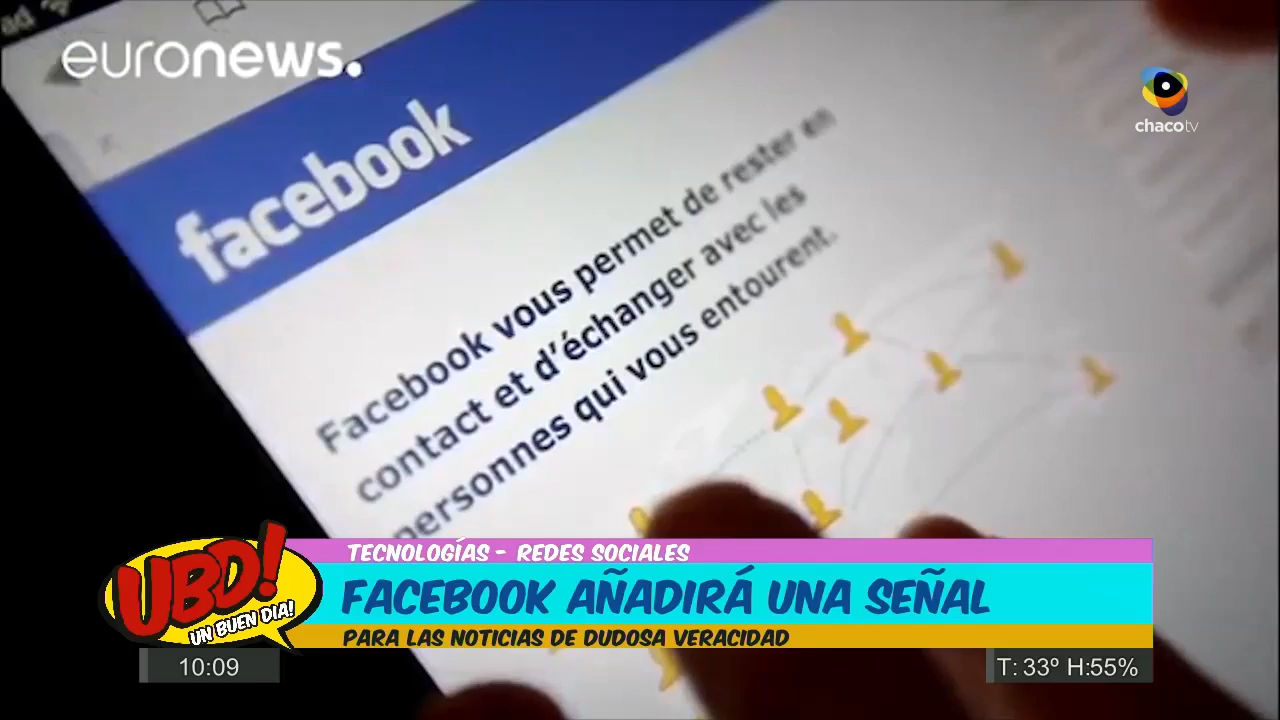 ad
euronews.
chacotv
facebook
Facebook vous permet de rester en
contact et d'échanger avec les
personnes qui vous entourent.
UBD!
UN BUEN DIA!
TECNOLOGÍAS - REDES SOCIALES
FACEBOOK AÑADIRÁ UNA SEÑAL
PARA LAS NOTICIAS DE DUDOSA VERACIDAD
10:09
T: 33º H:55%